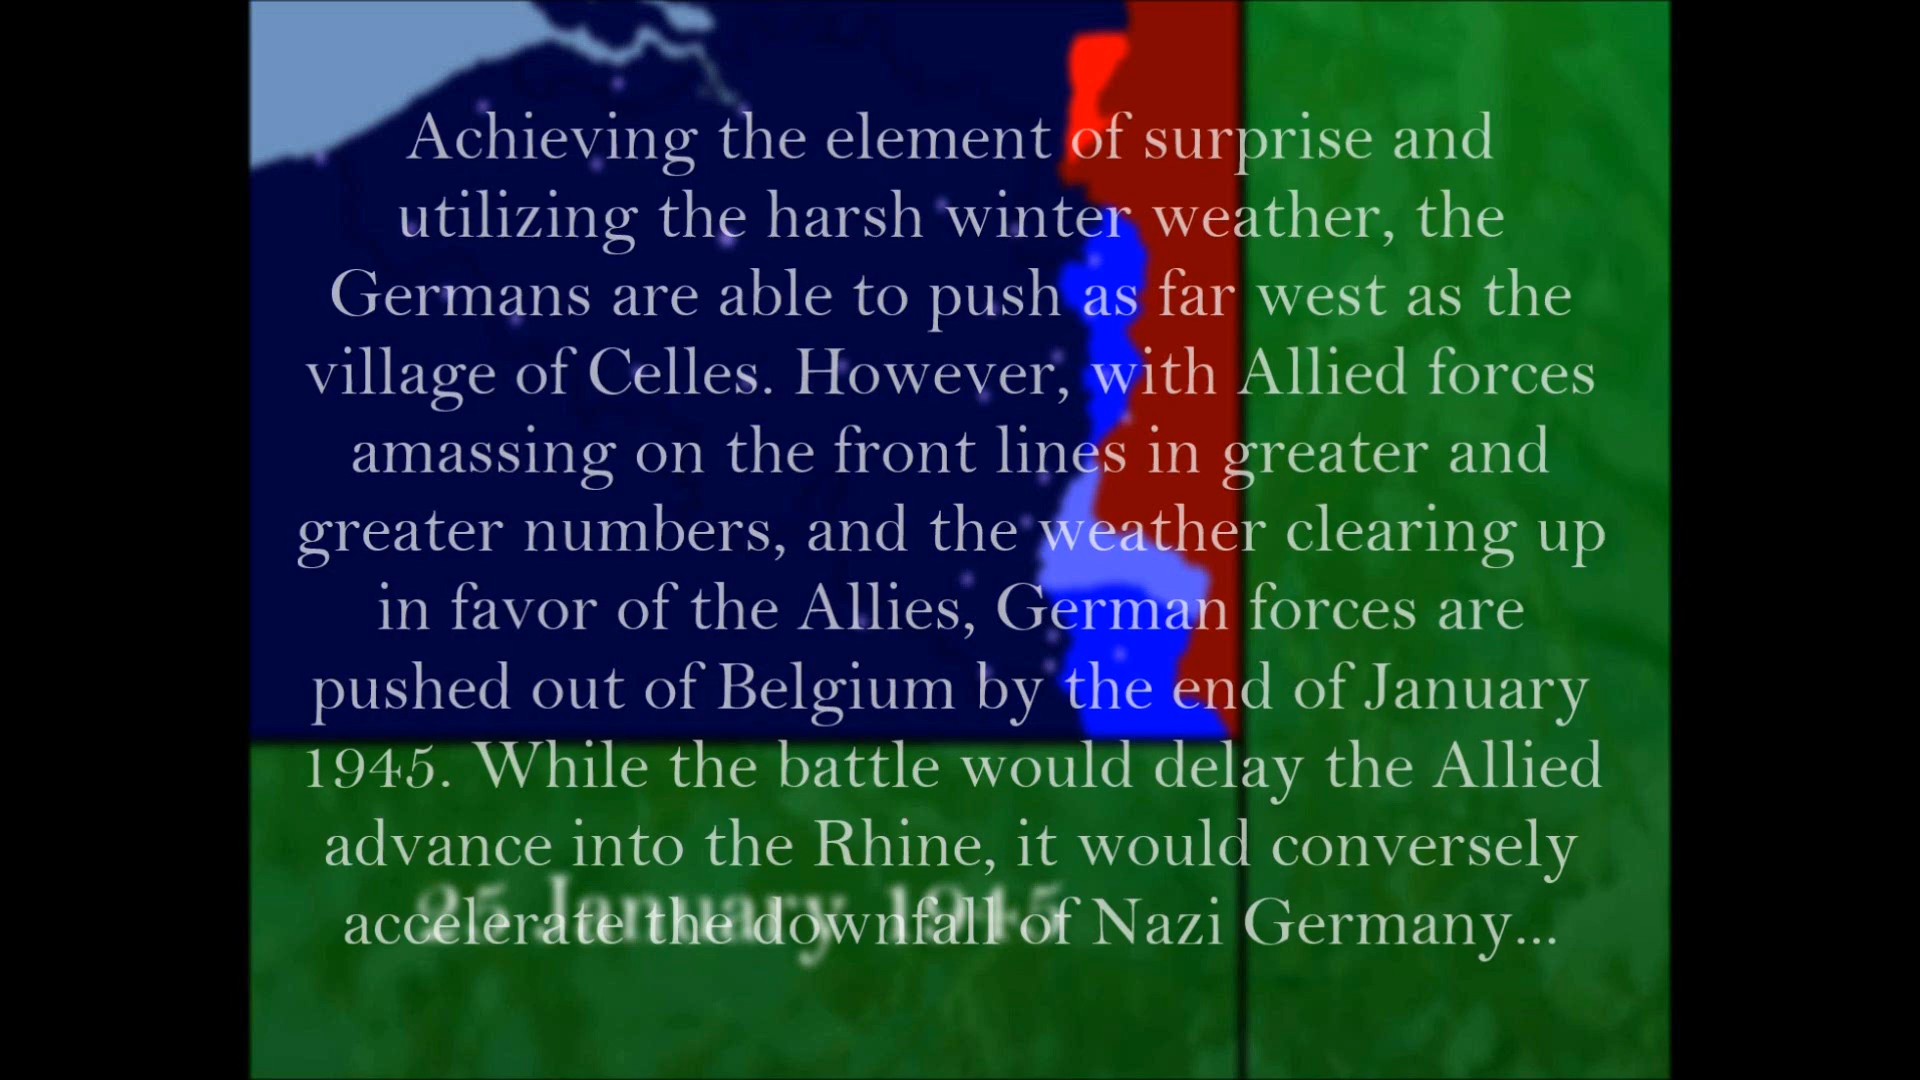 Achieving the element of surprise and
utilizing the harsh winter weather, the
Germans are able to push as far west as the
village of Celles. However, with Allied forces
amassing on the front lines in greater and
greater numbers, and the weather clearing up
in favor of the Allies, German forces are
pushed out of Belgium by the end of January
1945. While the battle would delay the Allied
advance into the Rhine, it would conversely
accelerate the downfall of Nazi Germany...
25 January 1945